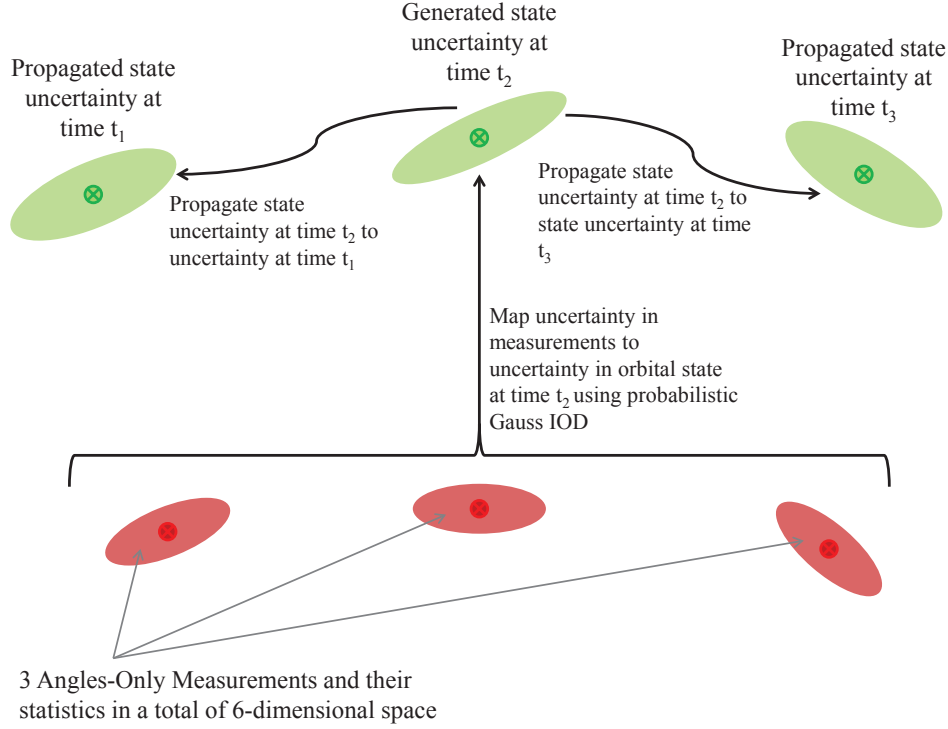 Generated state
uncertainty at
time t₂
Propagated state
uncertainty at
time t₁
Propagated state
uncertainty at
time t₃
Propagate state
uncertainty at time t₂ to
uncertainty at time t₁
Propagate state
uncertainty at time t₂ to
state uncertainty at time
t₃
Map uncertainty in
measurements to
uncertainty in orbital state
at time t₂ using probabilistic
Gauss IOD
3 Angles-Only Measurements and their
statistics in a total of 6-dimensional space